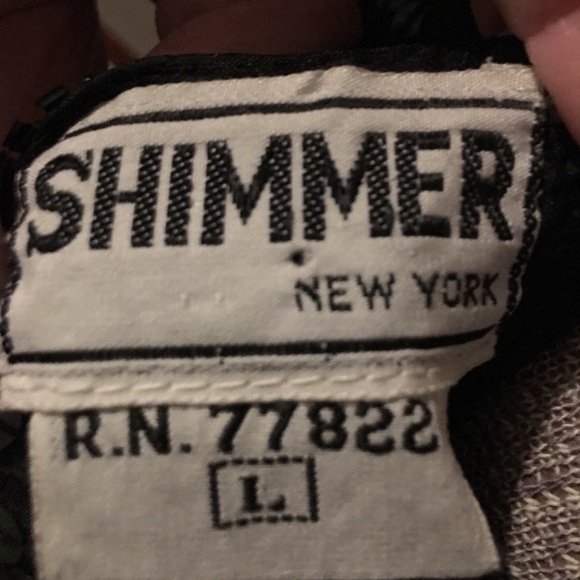 SHIMMER
NEW YORK
R.N. 77822
L